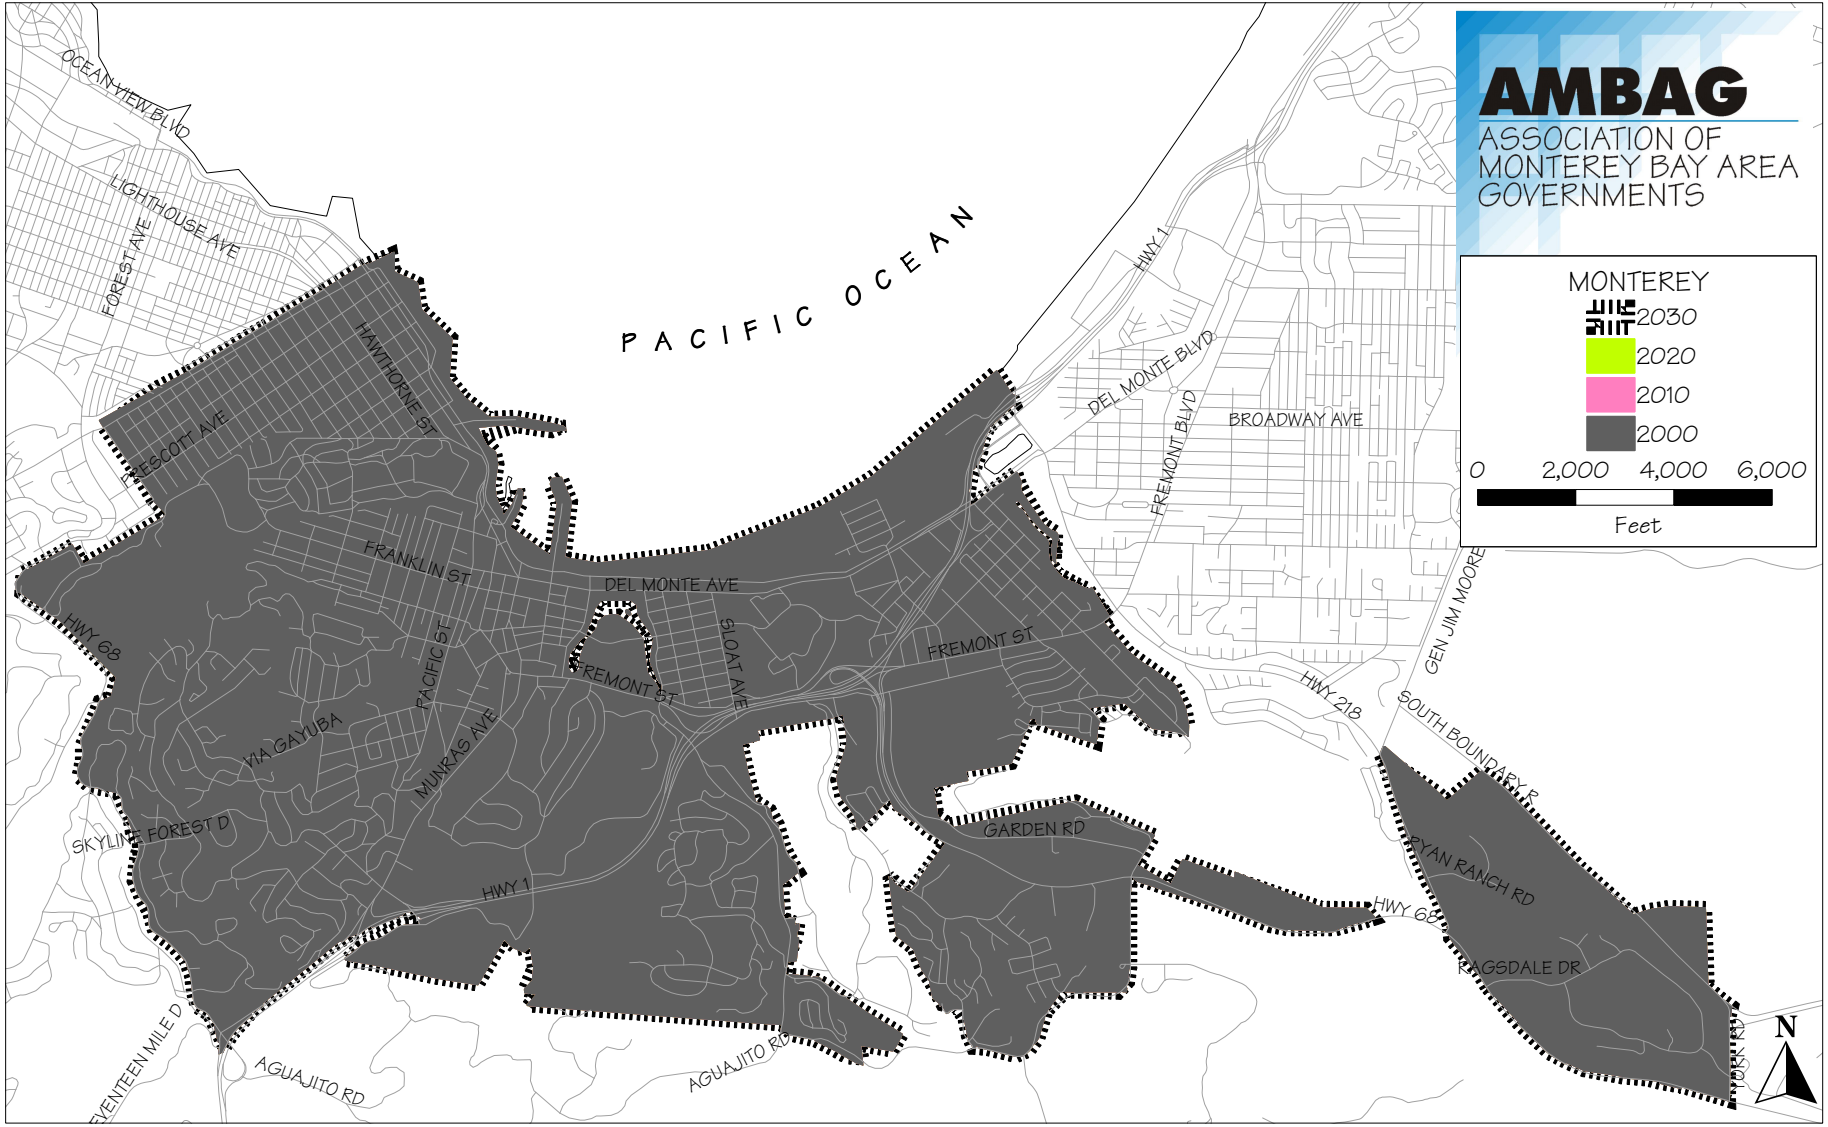 AMBAG
ASSOCIATION OF
MONTEREY BAY AREA
GOVERNMENTS
MONTEREY
2030
2020
2010
2000
0 2,000 4,000 6,000
Feet
OCEAN VIEW BLVD
LIGHTHOUSE AVE
FOREST AVE
PACIFIC OCEAN
HWY 1
HAWTHORNE ST
PRESCOTT AVE
DEL MONTE BLVD
FREMONT BLVD
BROADWAY AVE
FRANKLIN ST
DEL MONTE AVE
HWY 68
PACIFIC ST
SLOAT AVE
FREMONT ST
FREMONT ST
GEN JIM MOORE
HWY 218
SOUTH BOUNDARY R
VIA GAYUBA
MUNRAS AVE
SKYLINE FOREST D
GARDEN RD
RYAN RANCH RD
HWY 1
HWY 68
RAGSDALE DR
EVENTEEN MILE D
AGUAJITO RD
AGUAJITO RD
YORK RD
N